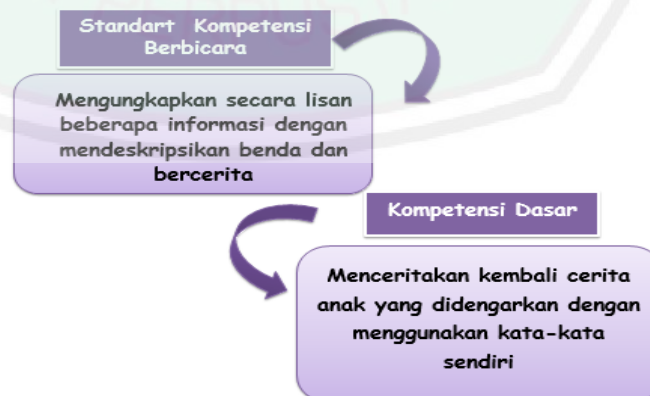 Standart Kompetensi
Berbicara
Mengungkapkan secara lisan
beberapa informasi dengan
mendeskripsikan benda dan
bercerita
Kompetensi Dasar
Menceritakan kembali cerita
anak yang didengarkan dengan
menggunakan kata-kata
sendiri